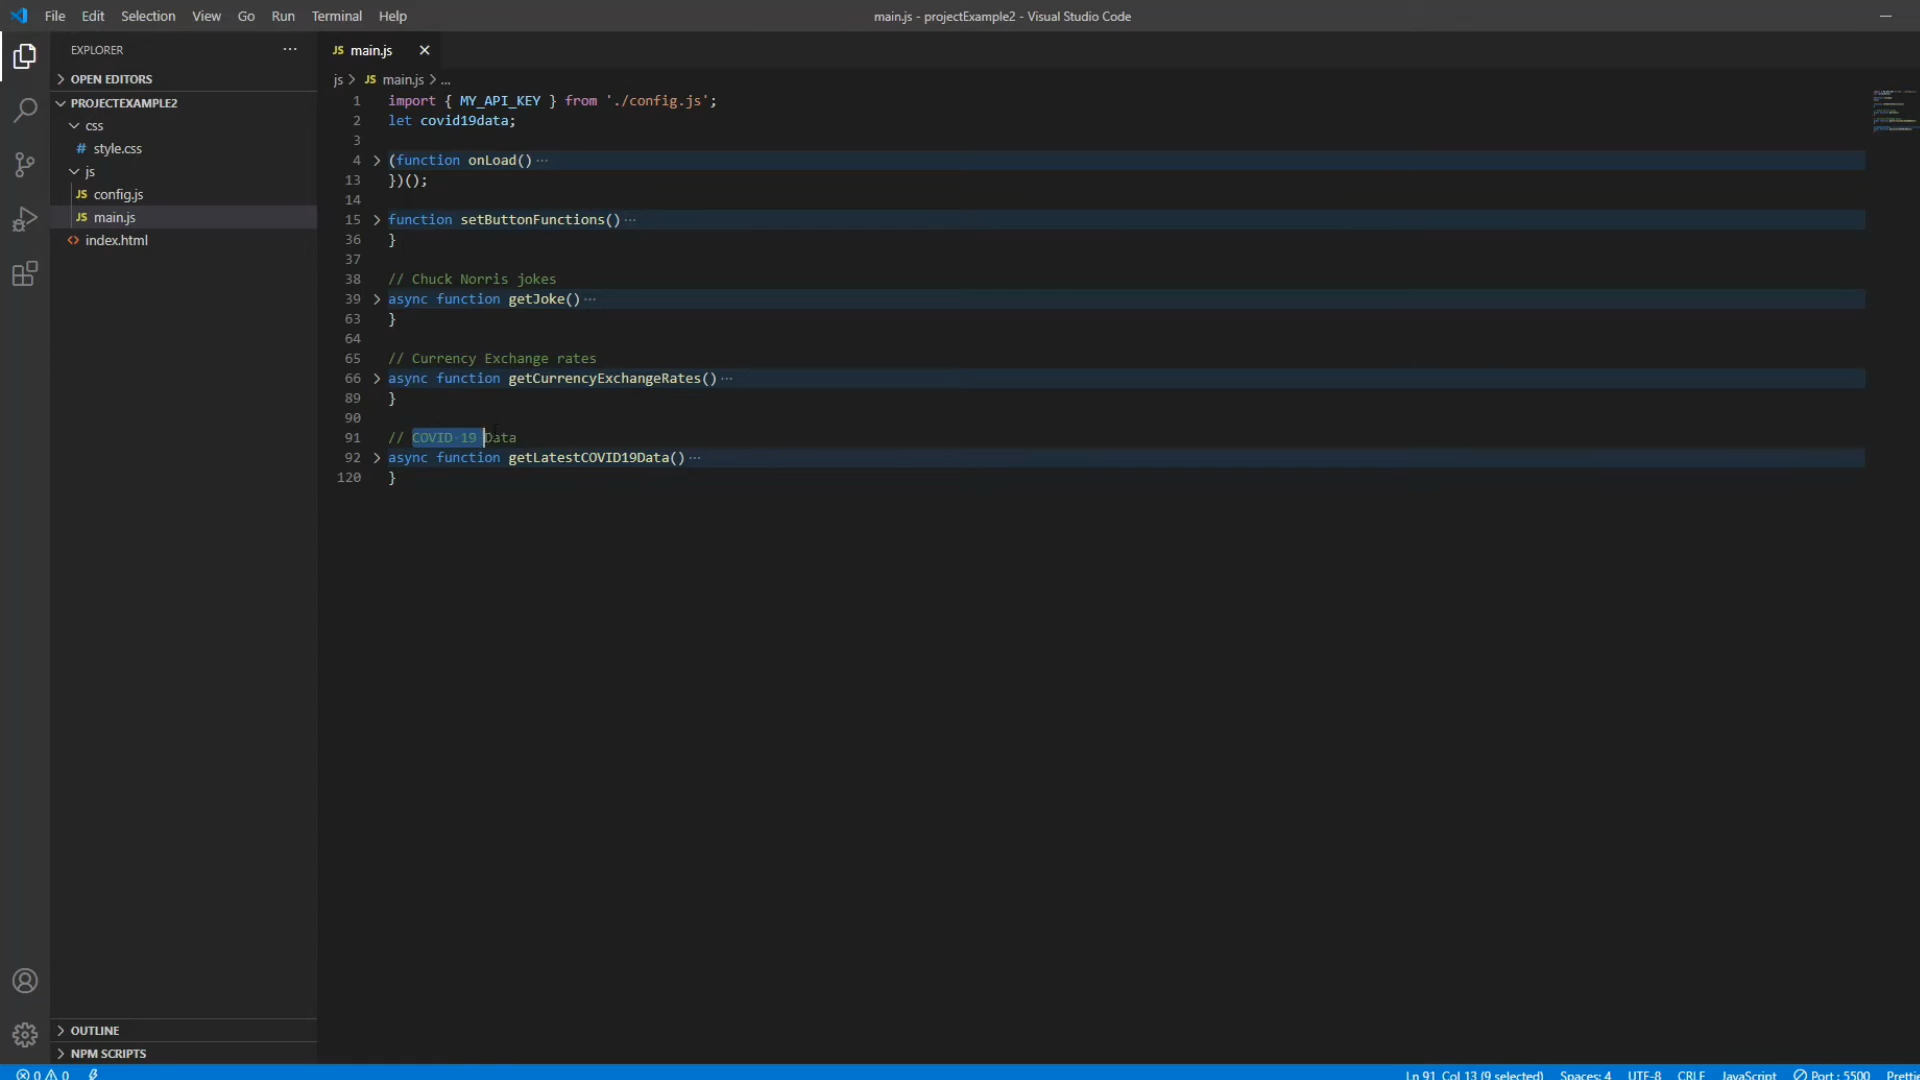 File Edit Selection View Go Run Terminal Help
main.js - projectExample2 - Visual Studio Code
EXPLORER ···
OPEN EDITORS
PROJECTEXAMPLE2
css
# style.css
js
JS config.js
JS main.js
<> index.html
OUTLINE
NPM SCRIPTS
JS main.js
js > JS main.js > ...
1 import { MY_API_KEY } from './config.js';
2 let covid19data;
3
4 (function onLoad() ···
13 })();
14
15 function setButtonFunctions() ···
36 }
37
38 // Chuck Norris jokes
39 async function getJoke() ···
63 }
64
65 // Currency Exchange rates
66 async function getCurrencyExchangeRates() ···
89 }
90
91 // COVID 19 Data
92 async function getLatestCOVID19Data() ···
120 }
0 0 Ln 91, Col 13 (9 selected) Spaces: 4 UTF-8 CRLF JavaScript Port : 5500 Prettie